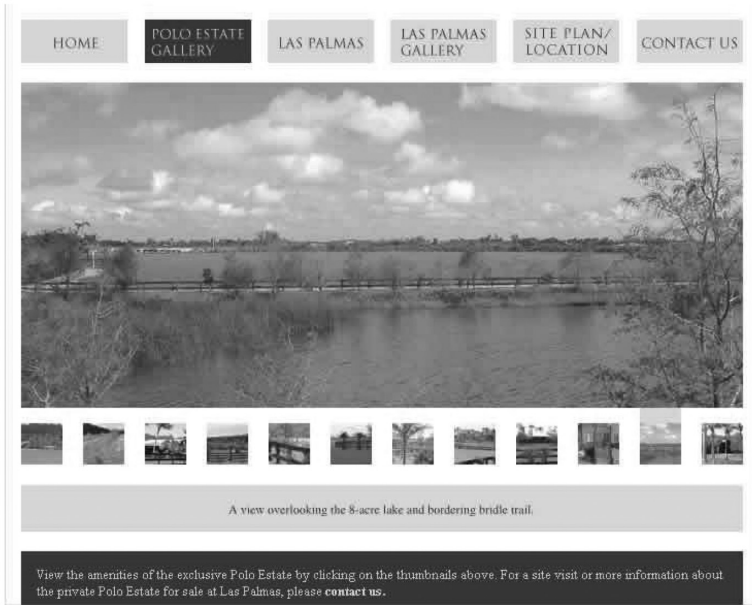 HOME
POLO ESTATE
GALLERY
LAS PALMAS
LAS PALMAS
GALLERY
SITE PLAN/
LOCATION
CONTACT US
A view overlooking the 8-acre lake and bordering bridle trail.
View the amenities of the exclusive Polo Estate by clicking on the thumbnails above. For a site visit or more information about
the private Polo Estate for sale at Las Palmas, please contact us.